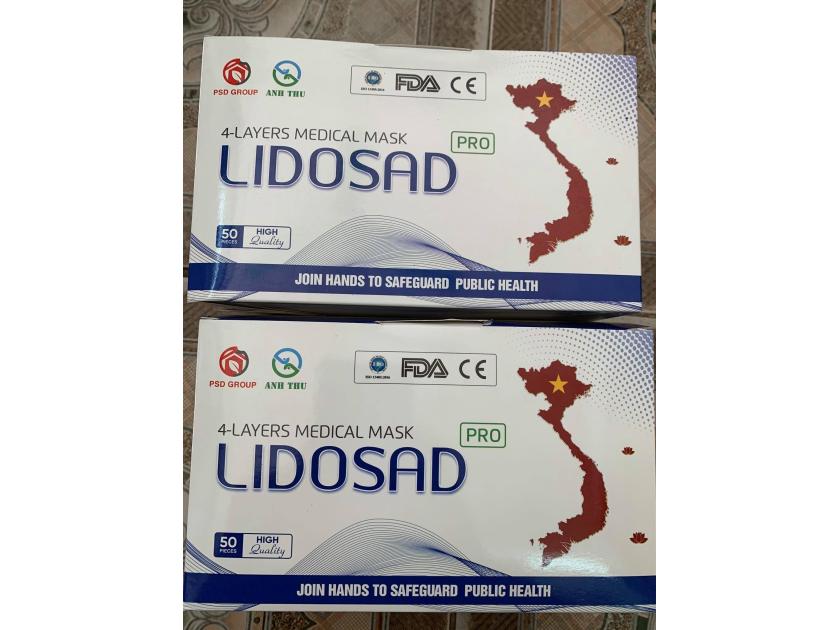 PSD GROUP
ANH THU
FDA CE
4-LAYERS MEDICAL MASK
PRO
LIDOSAD
50 PIECES
HIGH Quality
JOIN HANDS TO SAFEGUARD PUBLIC HEALTH
PSD GROUP
ANH THU
FDA CE
4-LAYERS MEDICAL MASK
PRO
LIDOSAD
50 PIECES
HIGH Quality
JOIN HANDS TO SAFEGUARD PUBLIC HEALTH